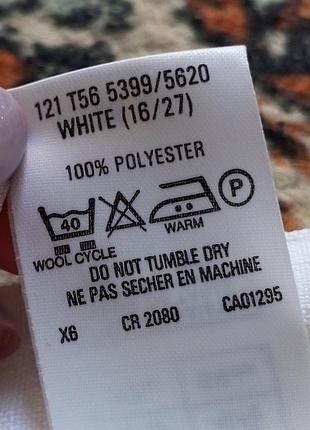 121 T56 5399/5620
WHITE (16/27)
100% POLYESTER
40 P
WOOL CYCLE WARM
DO NOT TUMBLE DRY
NE PAS SECHER EN MACHINE
X6 CR 2080 CA01295